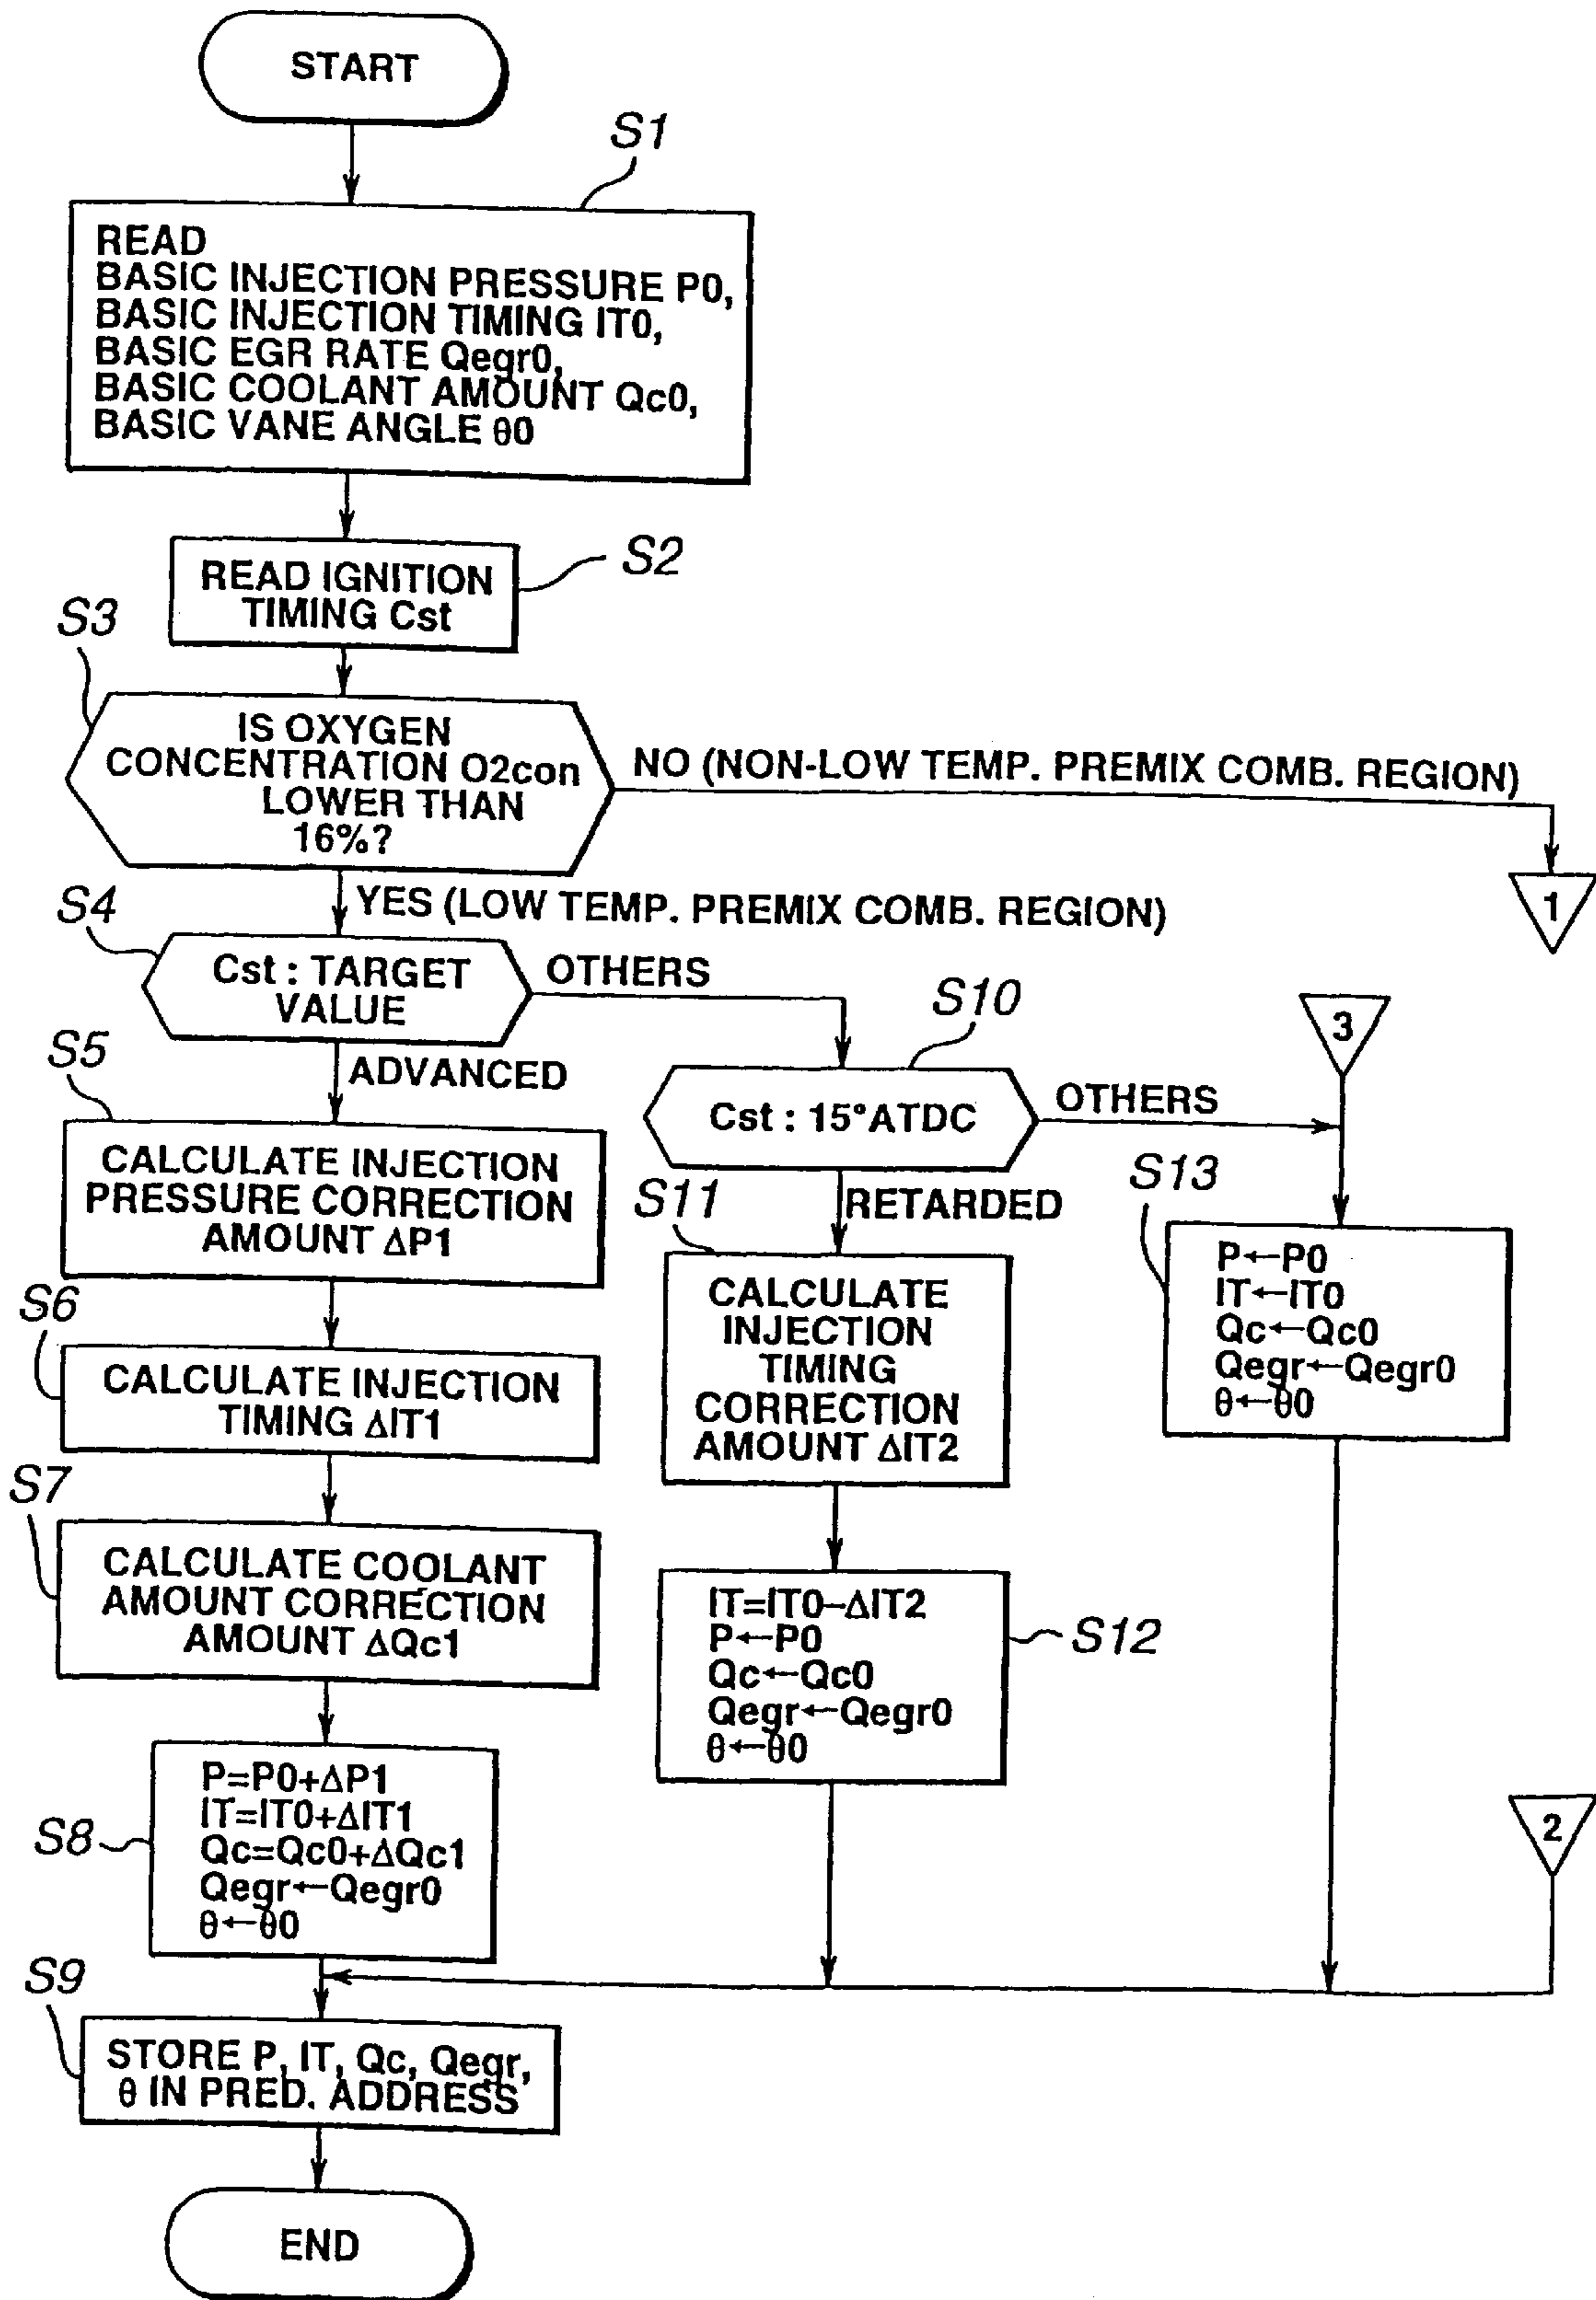 START
S1
READ
BASIC INJECTION PRESSURE P0,
BASIC INJECTION TIMING IT0,
BASIC EGR RATE Qegr0,
BASIC COOLANT AMOUNT Qc0,
BASIC VANE ANGLE θ0
S2
READ IGNITION
TIMING Cst
S3
IS OXYGEN
CONCENTRATION O2con
LOWER THAN
16%?
NO (NON-LOW TEMP. PREMIX COMB. REGION)
1
YES (LOW TEMP. PREMIX COMB. REGION)
S4
Cst : TARGET
VALUE
OTHERS
ADVANCED
S10
Cst : 15°ATDC
OTHERS
3
RETARDED
S5
CALCULATE INJECTION
PRESSURE CORRECTION
AMOUNT ΔP1
S6
CALCULATE INJECTION
TIMING ΔIT1
S7
CALCULATE COOLANT
AMOUNT CORRECTION
AMOUNT ΔQc1
S8
P=P0+ΔP1
IT=IT0+ΔIT1
Qc=Qc0+ΔQc1
Qegr←Qegr0
θ←θ0
S11
CALCULATE
INJECTION
TIMING
CORRECTION
AMOUNT ΔIT2
S12
IT=IT0−ΔIT2
P←P0
Qc←Qc0
Qegr←Qegr0
θ←θ0
S13
P←P0
IT←IT0
Qc←Qc0
Qegr←Qegr0
θ←θ0
2
S9
STORE P, IT, Qc, Qegr,
θ IN PRED. ADDRESS
END